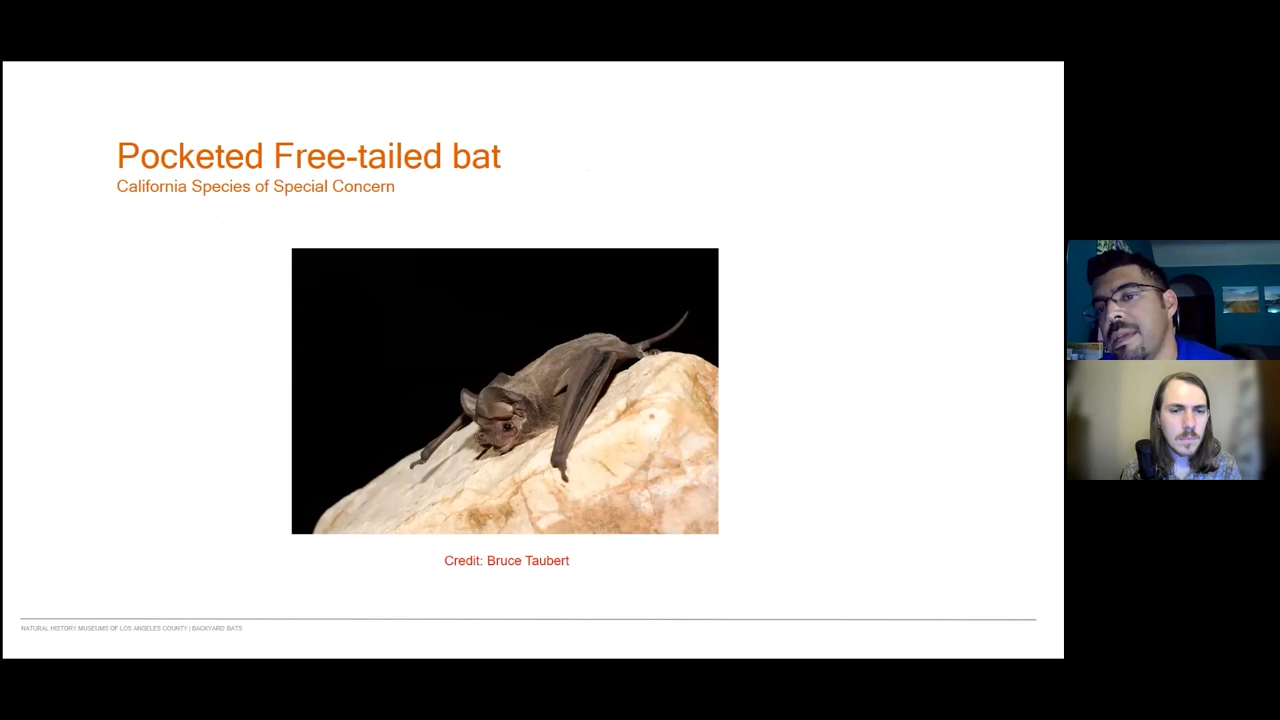 Pocketed Free-tailed bat
California Species of Special Concern
Credit: Bruce Taubert
NATURAL HISTORY MUSEUMS OF LOS ANGELES COUNTY | BACKYARD BATS